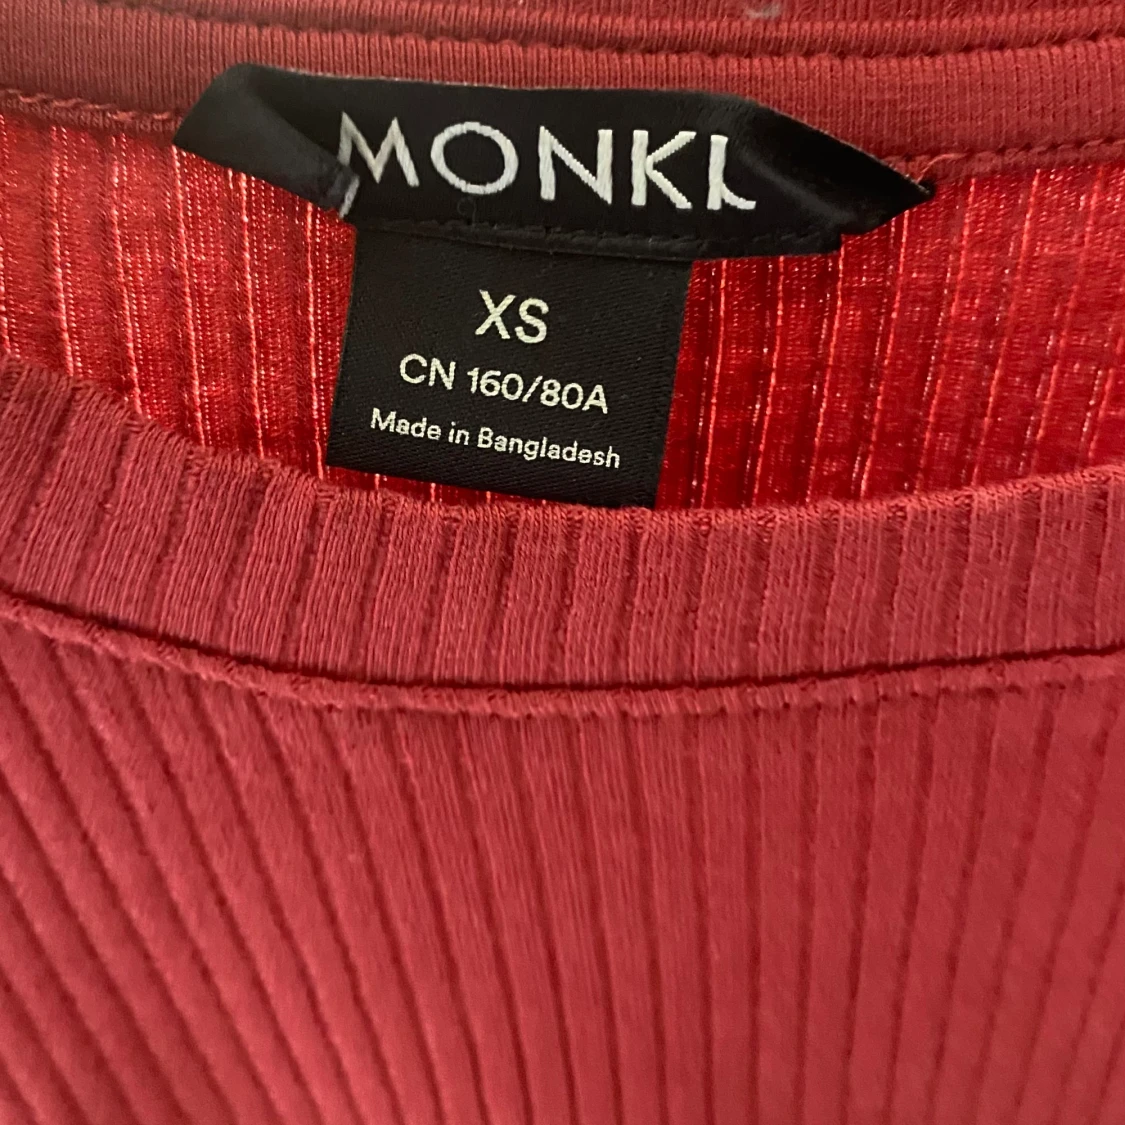 MONKI
XS
CN 160/80A
Made in Bangladesh